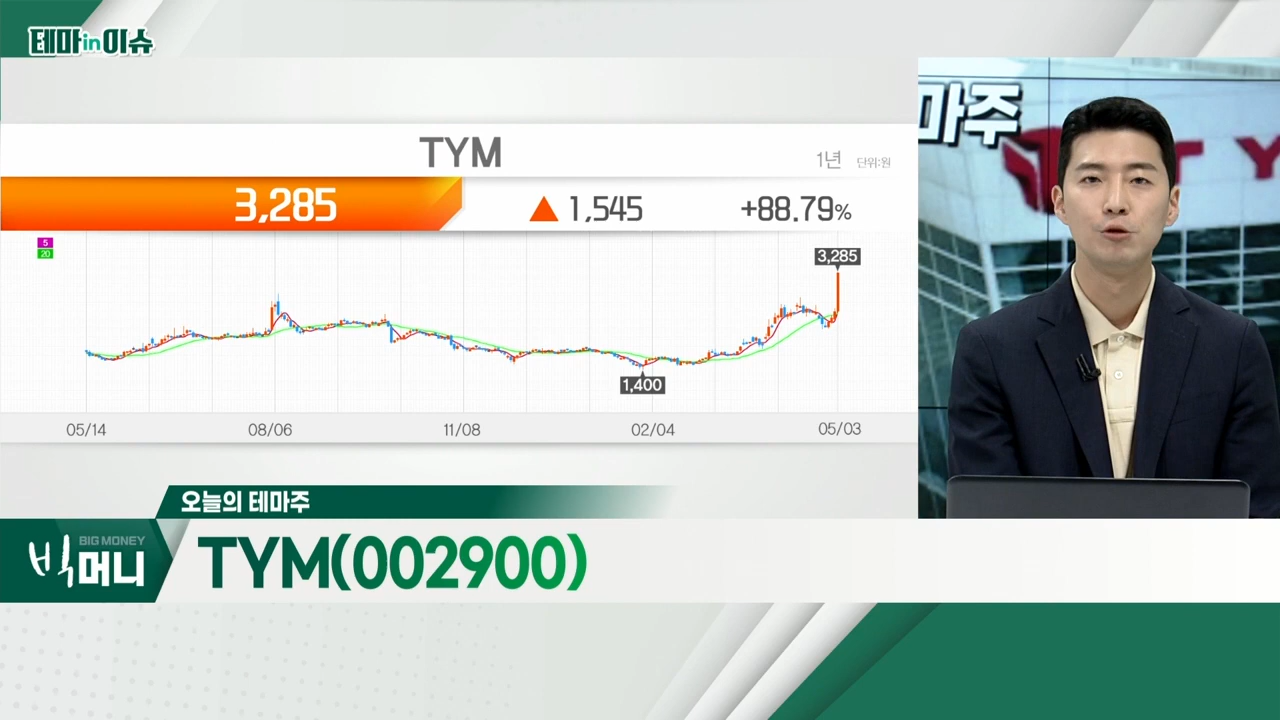 테마in이슈
TYM
1년 단위:원
3,285 ▲ 1,545 +88.79%
5
20
3,285
1,400
05/14 08/06 11/08 02/04 05/03
마주
TY
오늘의 테마주
BIG MONEY
빅머니
TYM(002900)